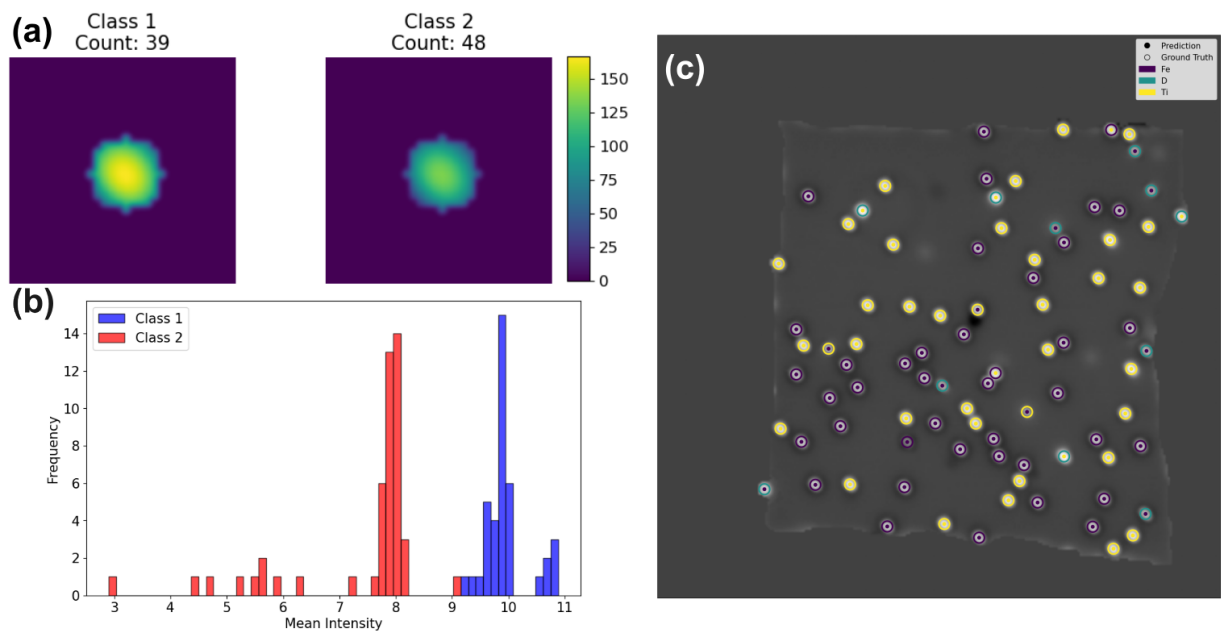 (a)
Class 1
Count: 39
Class 2
Count: 48
150
125
100
75
50
25
0
(b)
Class 1
Class 2
Frequency
14
12
10
8
6
4
2
0
3
4
5
6
7
8
9
10
11
Mean Intensity
(c)
Prediction
Ground Truth
Fe
D
Ti